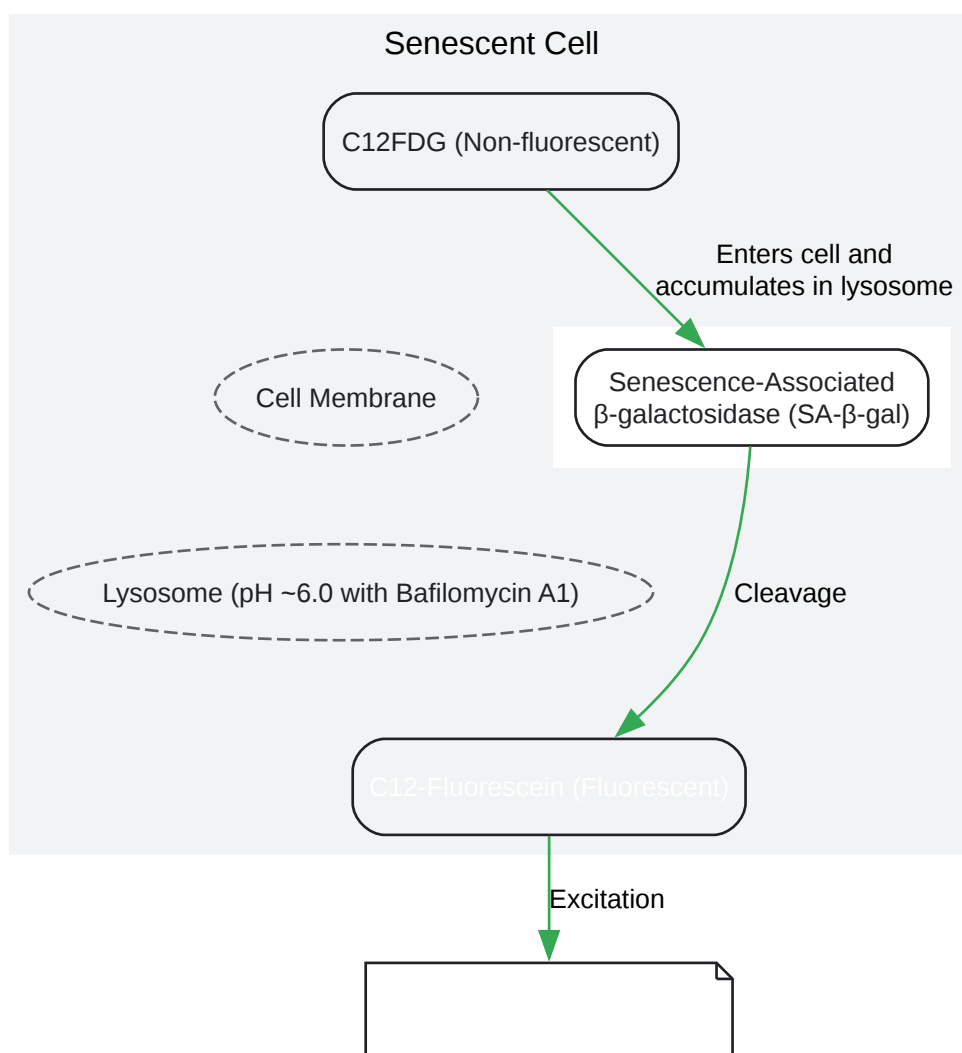 Senescent Cell
C12FDG (Non-fluorescent)
Enters cell and
accumulates in lysosome
Cell Membrane
Senescence-Associated
β-galactosidase (SA-β-gal)
Lysosome (pH ~6.0 with Bafilomycin A1)
Cleavage
C12-Fluorescein (Fluorescent)
Excitation